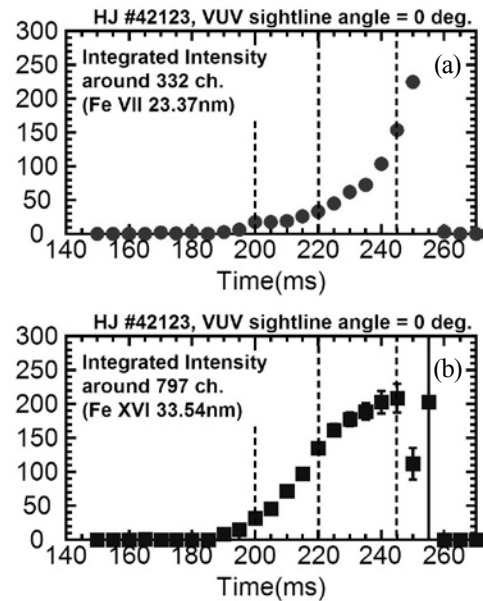 HJ #42123, VUV sightline angle = 0 deg.
300
250
200
150
100
50
0
Integrated Intensity
around 332 ch.
(Fe VII 23.37nm)
(a)
140 160 180 200 220 240 260
Time(ms)
HJ #42123, VUV sightline angle = 0 deg.
300
250
200
150
100
50
0
Integrated Intensity
around 797 ch.
(Fe XVI 33.54nm)
(b)
140 160 180 200 220 240 260
Time(ms)